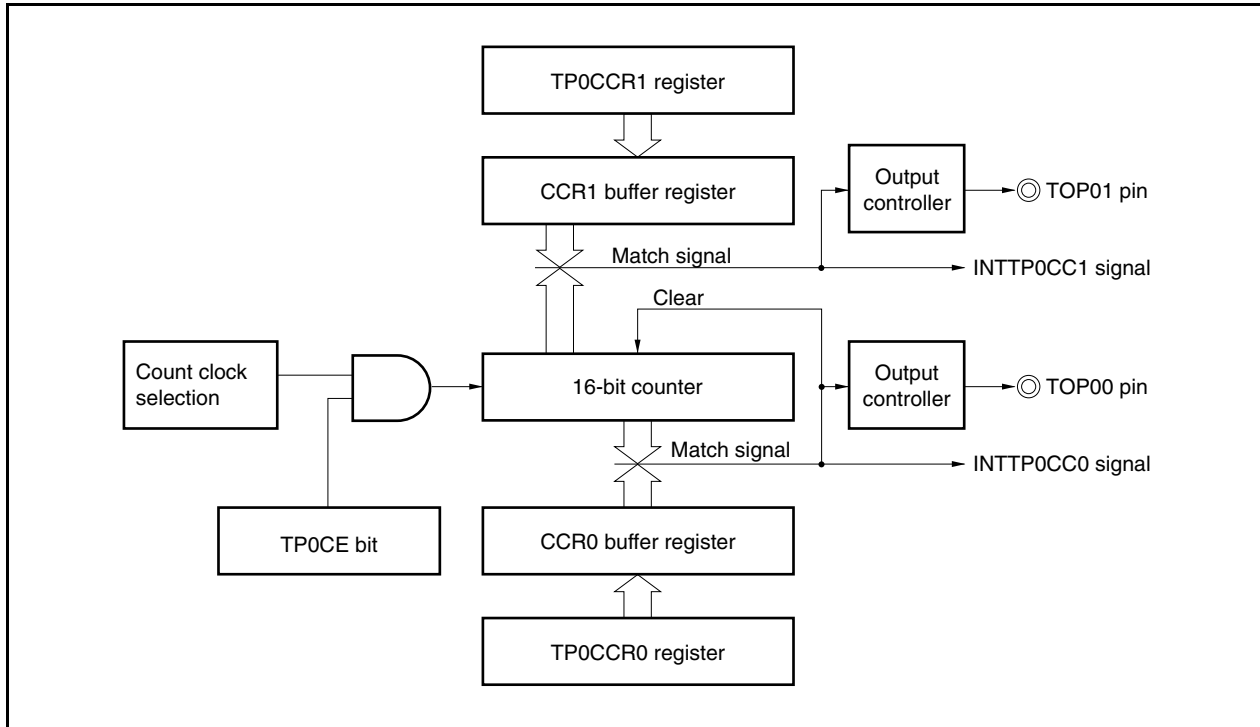 TP0CCR1 register
CCR1 buffer register
Output
controller
TOP01 pin
Match signal
INTTP0CC1 signal
Clear
Count clock
selection
16-bit counter
Output
controller
TOP00 pin
Match signal
INTTP0CC0 signal
TP0CE bit
CCR0 buffer register
TP0CCR0 register